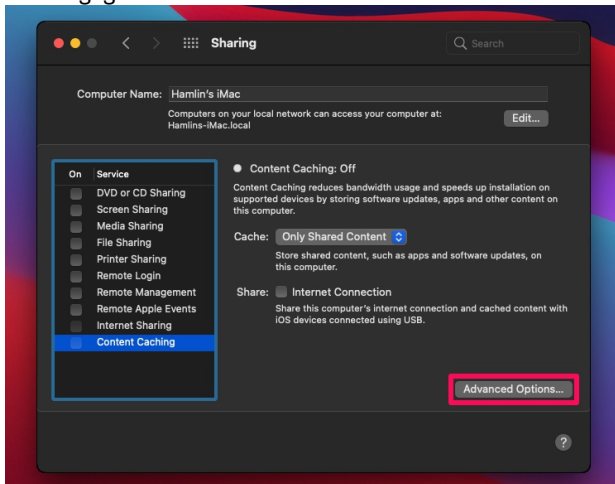 Sharing
Search
Computer Name: Hamlin's iMac
Computers on your local network can access your computer at:
Hamlins-iMac.local
Edit...
On Service
DVD or CD Sharing
Screen Sharing
Media Sharing
File Sharing
Printer Sharing
Remote Login
Remote Management
Remote Apple Events
Internet Sharing
Content Caching
Content Caching: Off
Content Caching reduces bandwidth usage and speeds up installation on
supported devices by storing software updates, apps and other content on
this computer.
Cache: Only Shared Content
Store shared content, such as apps and software updates, on
this computer.
Share: Internet Connection
Share this computer's internet connection and cached content with
iOS devices connected using USB.
Advanced Options...
?